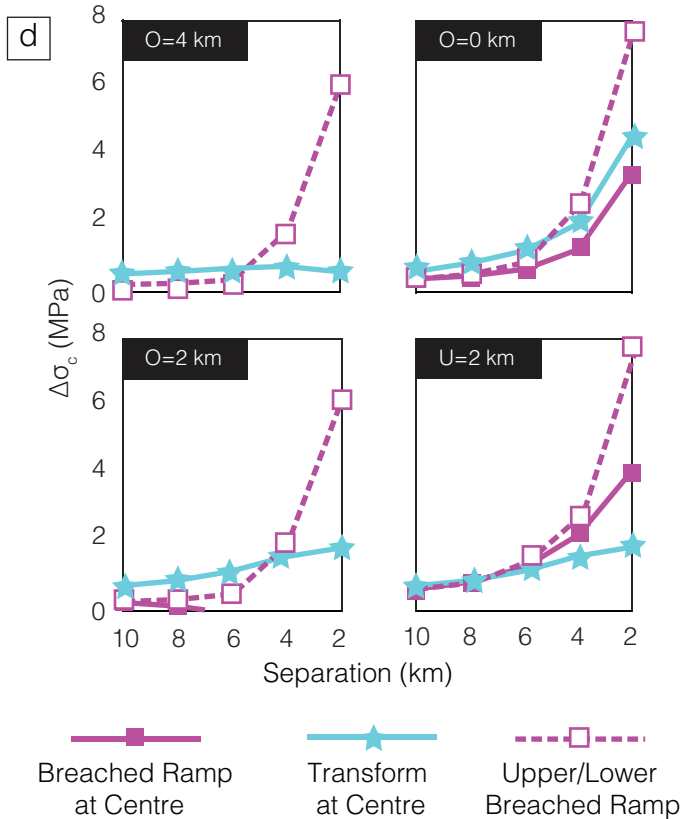 d
O=4 km
O=0 km
8
6
4
2
0
Δσc (MPa)
O=2 km
U=2 km
8
6
4
2
0
10 8 6 4 2
10 8 6 4 2
Separation (km)
Breached Ramp
at Centre
Transform
at Centre
Upper/Lower
Breached Ramp